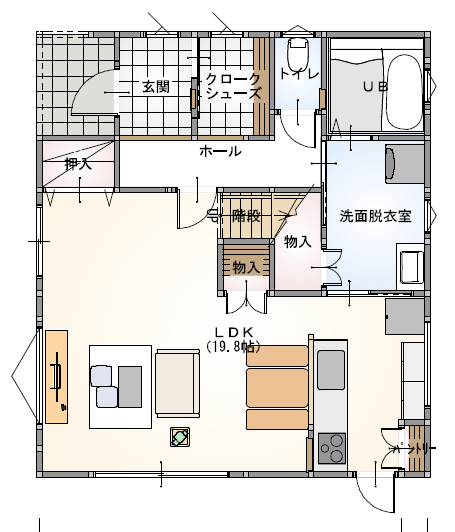 玄関
クローク
シューズ
トイレ
UB
ホール
押入
UP
階段
洗面脱衣室
物入
物入
LDK
(19.8帖)
パントリー